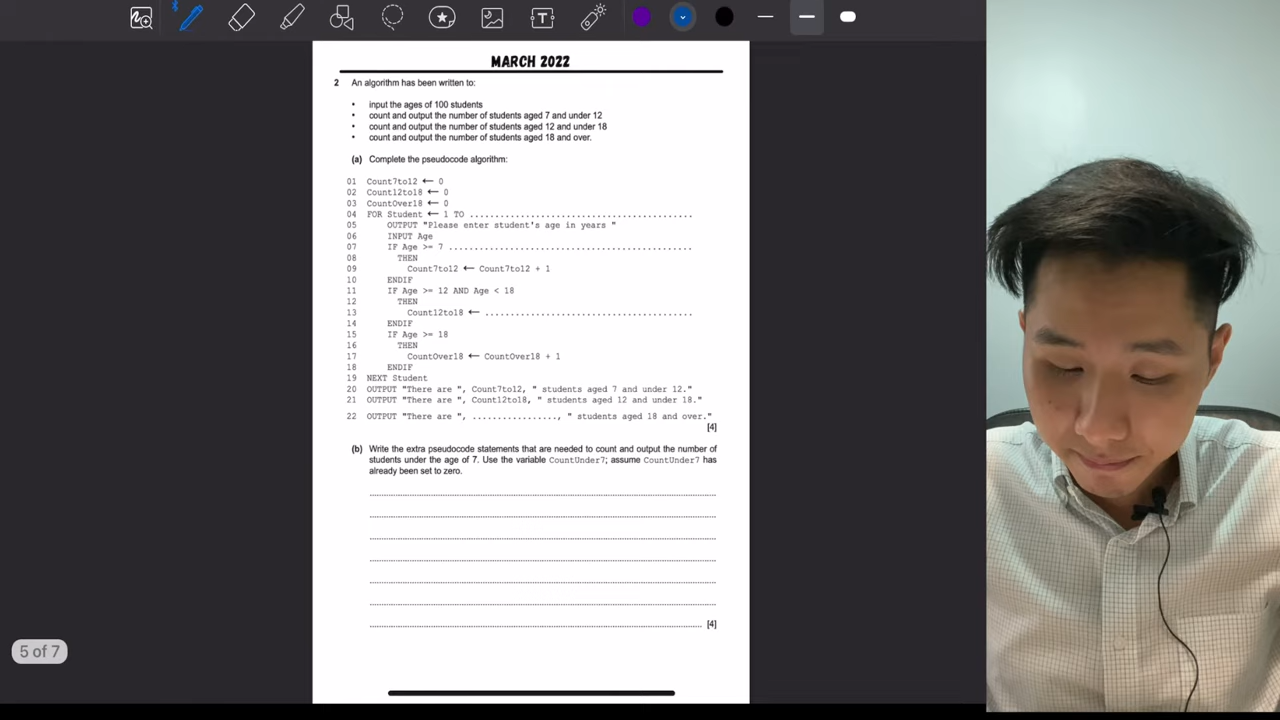 MARCH 2022
2 An algorithm has been written to:
• input the ages of 100 students
• count and output the number of students aged 7 and under 12
• count and output the number of students aged 12 and under 18
• count and output the number of students aged 18 and over.
(a) Complete the pseudocode algorithm:
01 Count7to12 ← 0
02 Count12to18 ← 0
03 CountOver18 ← 0
04 FOR Student ← 1 TO ............................................
05 OUTPUT "Please enter student's age in years "
06 INPUT Age
07 IF Age >= 7 ................................................
08 THEN
09 Count7to12 ← Count7to12 + 1
10 ENDIF
11 IF Age >= 12 AND Age < 18
12 THEN
13 Count12to18 ← .........................................
14 ENDIF
15 IF Age >= 18
16 THEN
17 CountOver18 ← CountOver18 + 1
18 ENDIF
19 NEXT Student
20 OUTPUT "There are ", Count7to12, " students aged 7 and under 12."
21 OUTPUT "There are ", Count12to18, " students aged 12 and under 18."
22 OUTPUT "There are ", ................., " students aged 18 and over."
[4]
(b) Write the extra pseudocode statements that are needed to count and output the number of
students under the age of 7. Use the variable CountUnder7; assume CountUnder7 has
already been set to zero.
[4]
5 of 7